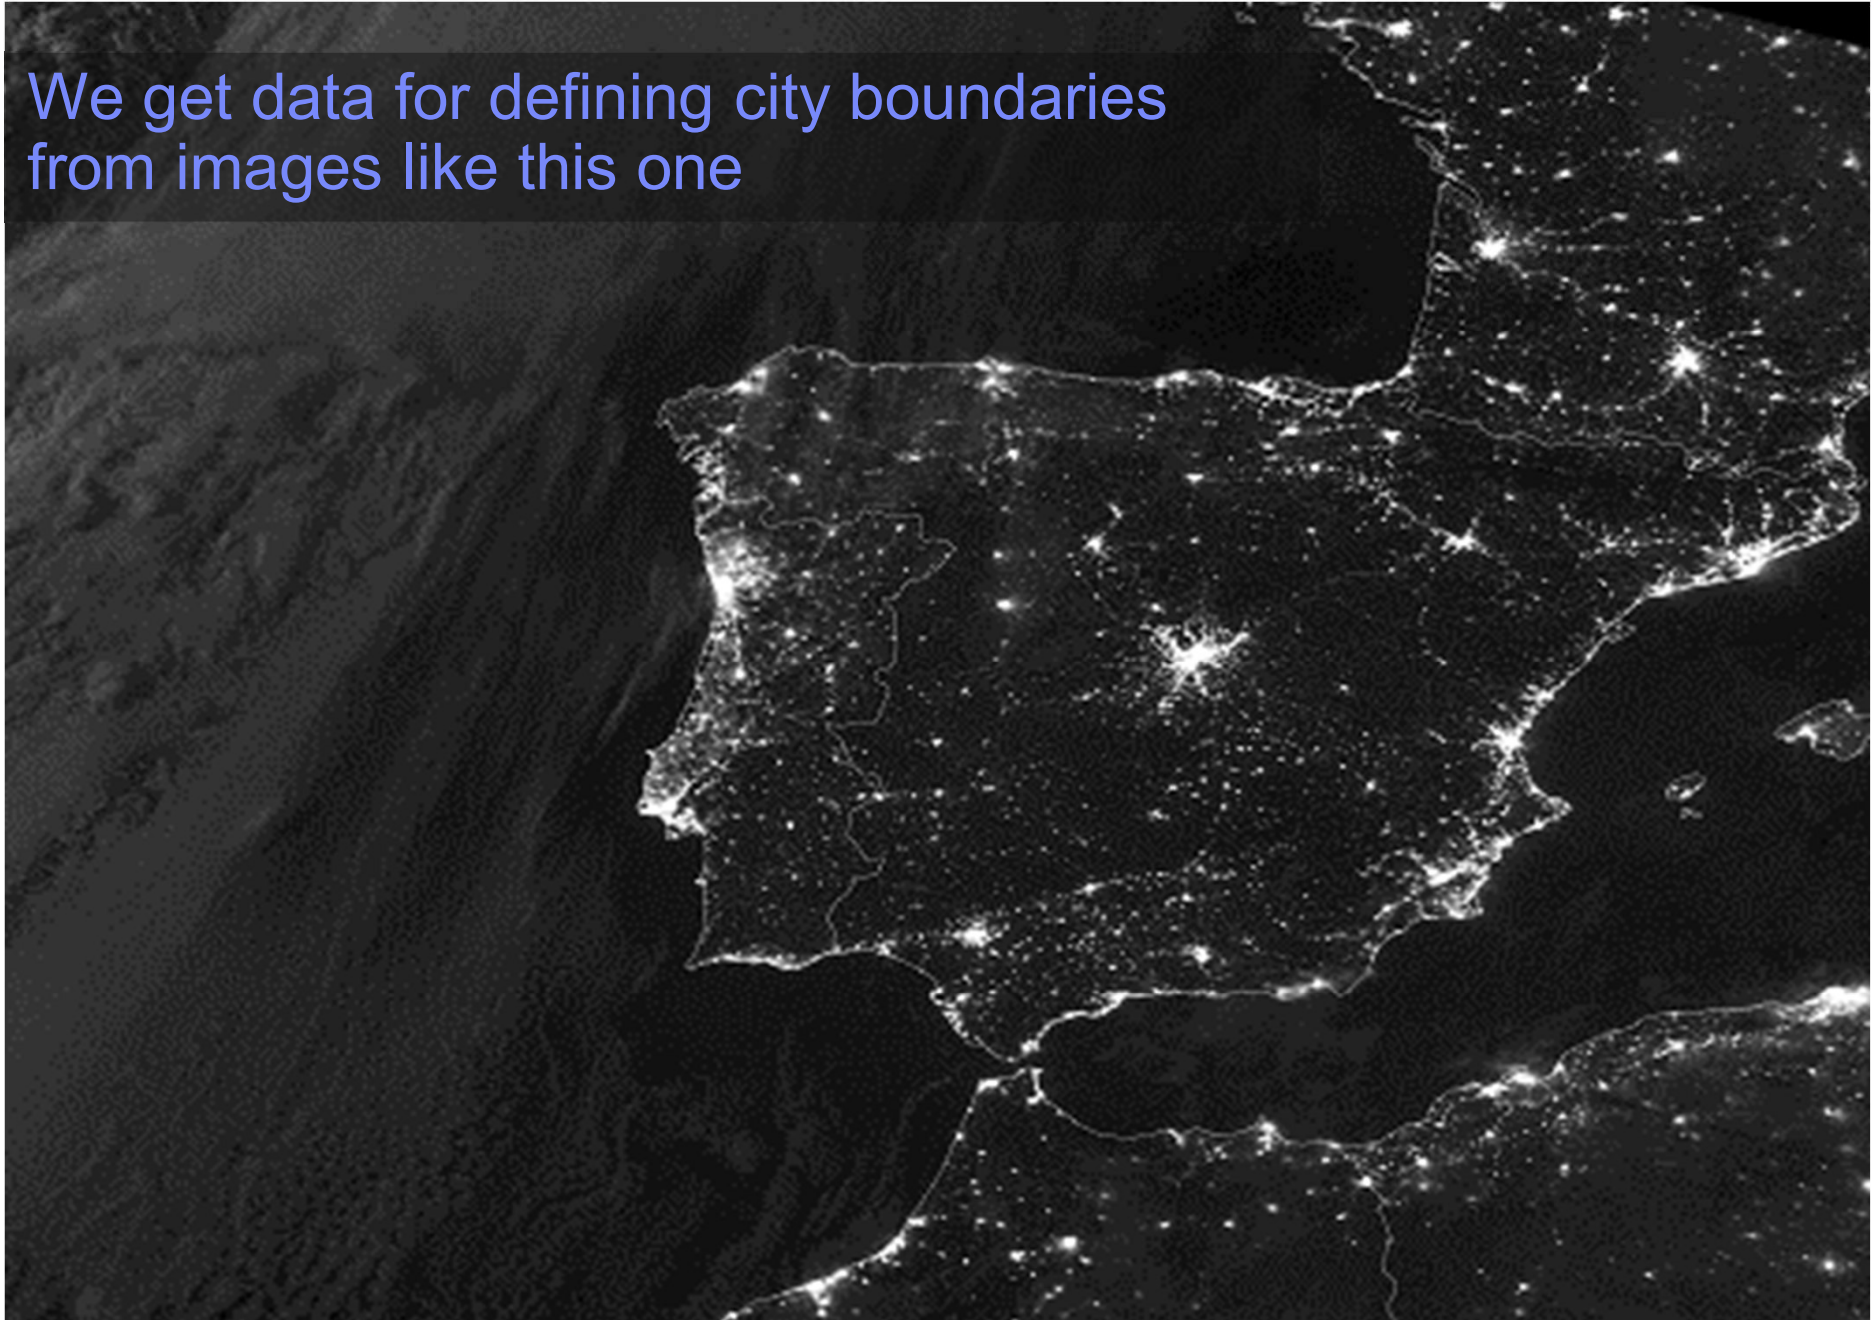 We get data for defining city boundaries
from images like this one